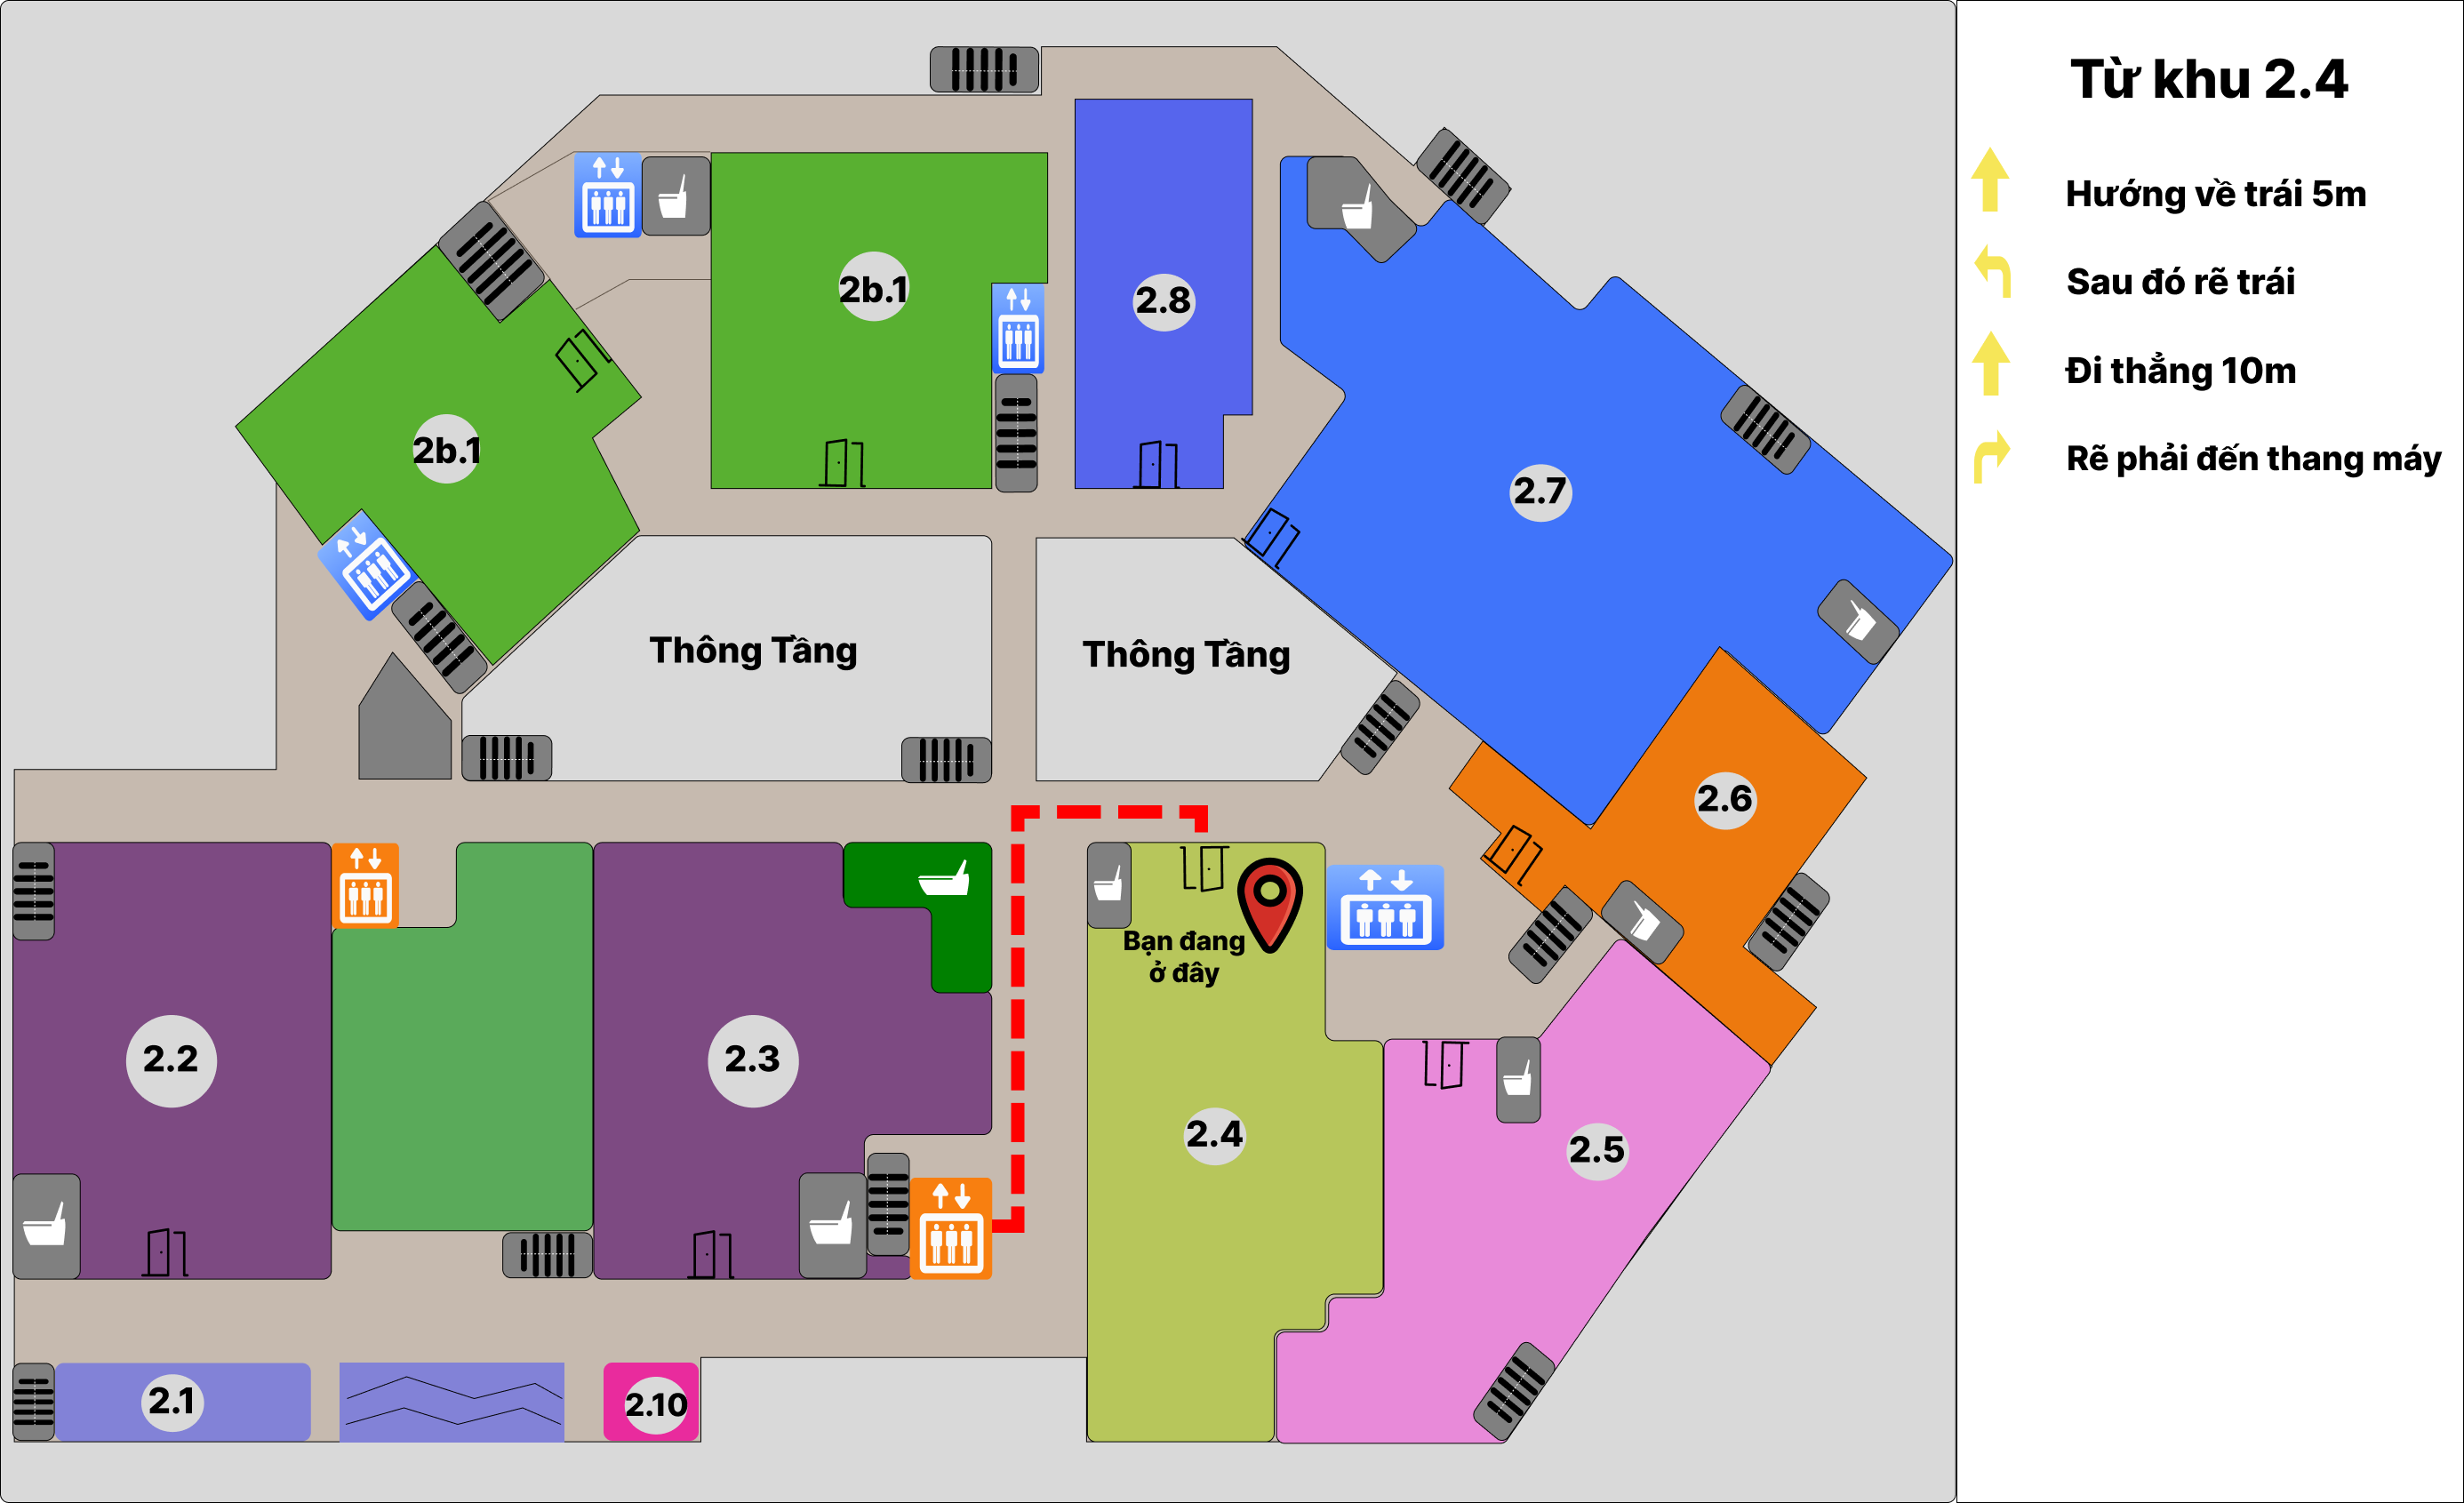 Từ khu 2.4
Hướng về trái 5m
Sau đó rẽ trái
Đi thẳng 10m
Rẽ phải đến thang máy
2b.1
2.8
2b.1
2.7
Thông Tầng
Thông Tầng
2.6
Bạn đang
ở đây
2.2
2.3
2.4
2.5
2.1
2.10